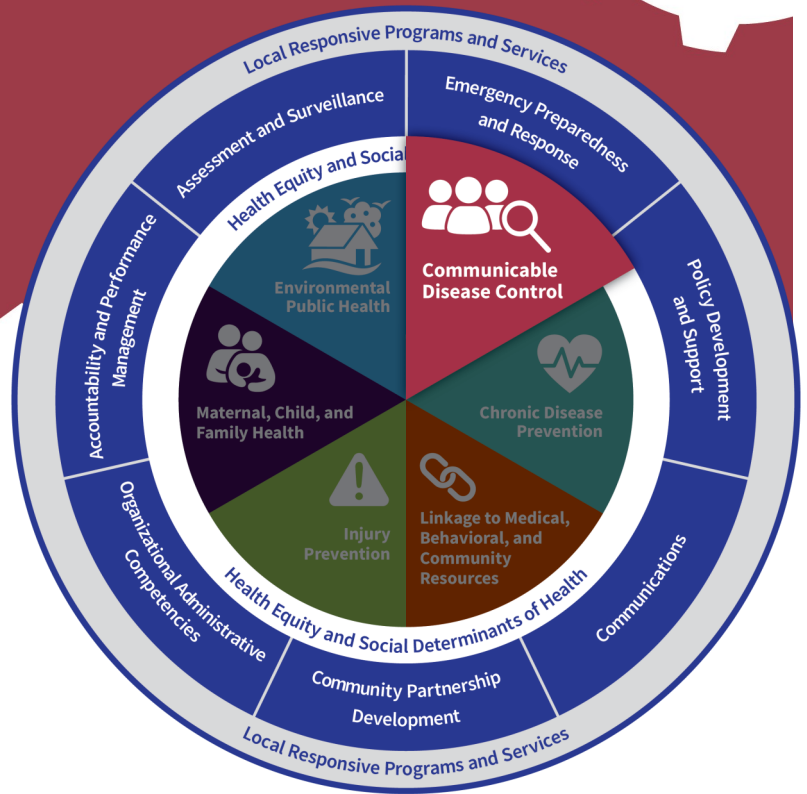 Local Responsive Programs and Services
Assessment and Surveillance
Emergency Preparedness
and Response
Health Equity and Social
Environmental
Public Health
Communicable
Disease Control
Accountability and Performance
Management
Policy Development
and Support
Maternal, Child, and
Family Health
Chronic Disease
Prevention
Injury
Prevention
Linkage to Medical,
Behavioral, and
Community
Resources
Organizational Administrative
Competencies
Communications
Health Equity and Social Determinants of Health
Community Partnership
Development
Local Responsive Programs and Services